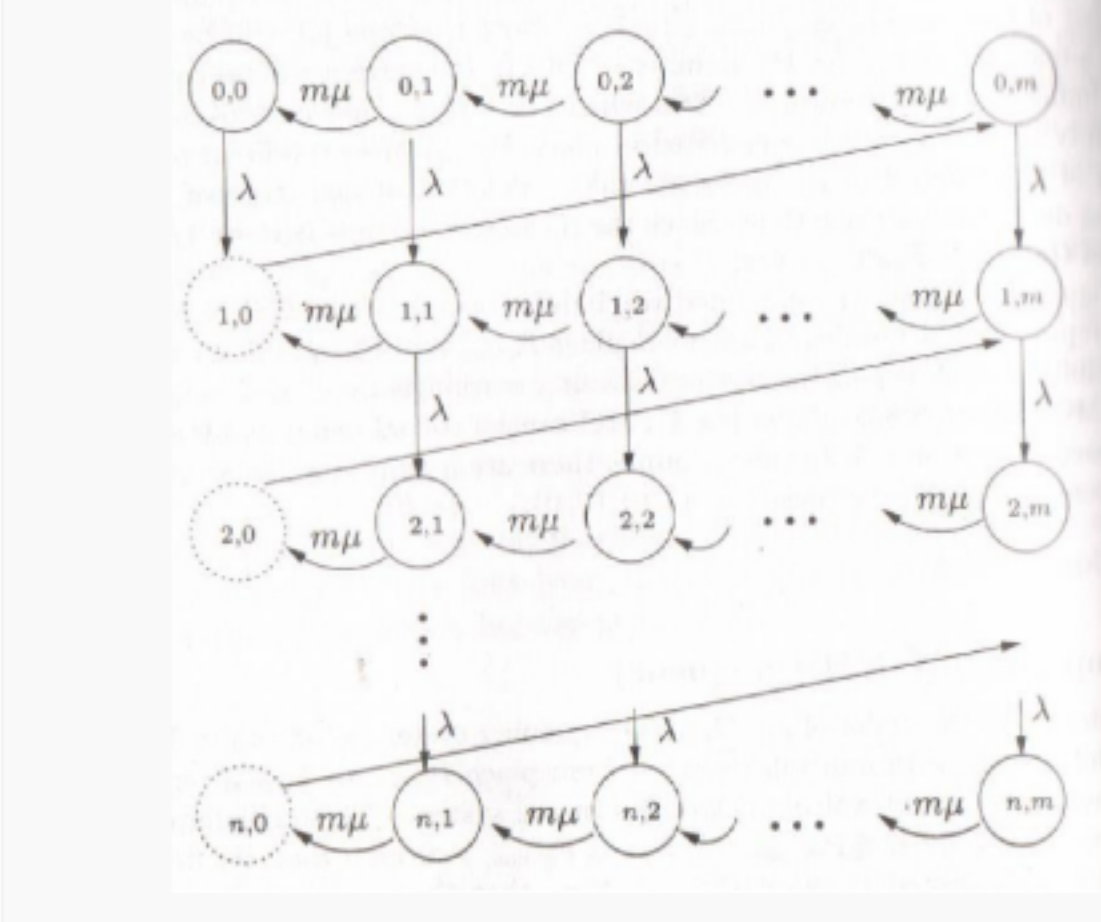 0,0 mμ 0,1 mμ 0,2 mμ 0,m
λ λ λ λ
1,0 mμ 1,1 mμ 1,2 mμ 1,m
λ λ λ
2,0 mμ 2,1 mμ 2,2 mμ 2,m
λ λ λ
n,0 mμ n,1 mμ n,2 mμ n,m